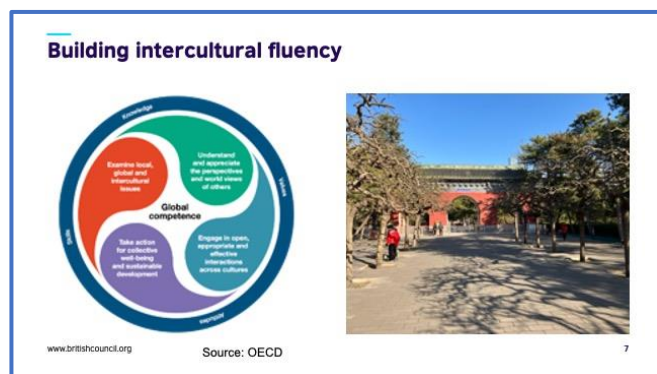 Building intercultural fluency
Knowledge
Values
Attitudes
Skills
Examine local,
global and
intercultural
issues
Understand
and appreciate
the perspectives
and world views
of others
Global
competence
Take action
for collective
well-being
and sustainable
development
Engage in open,
appropriate and
effective
interactions
across cultures
www.britishcouncil.org
Source: OECD
7